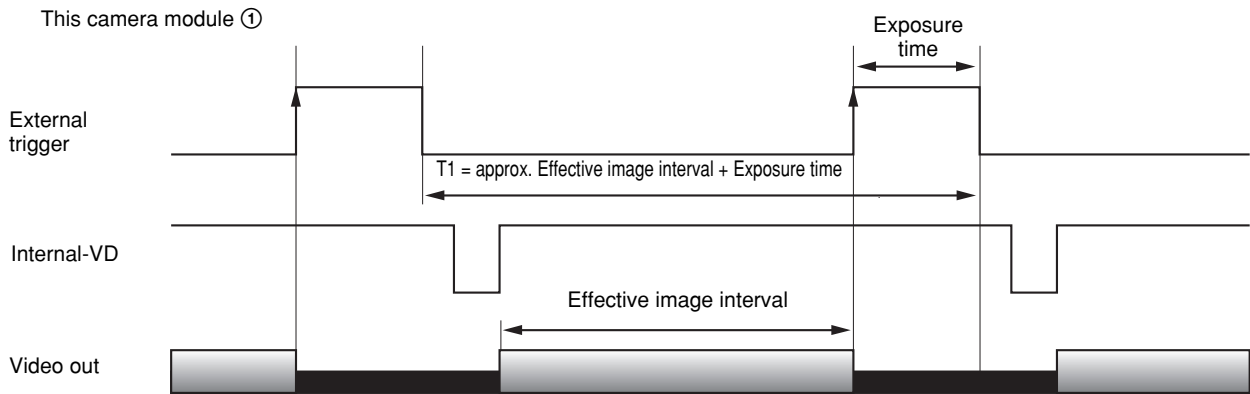 This camera module ①
Exposure
time
External
trigger
T1 = approx. Effective image interval + Exposure time
Internal-VD
Effective image interval
Video out